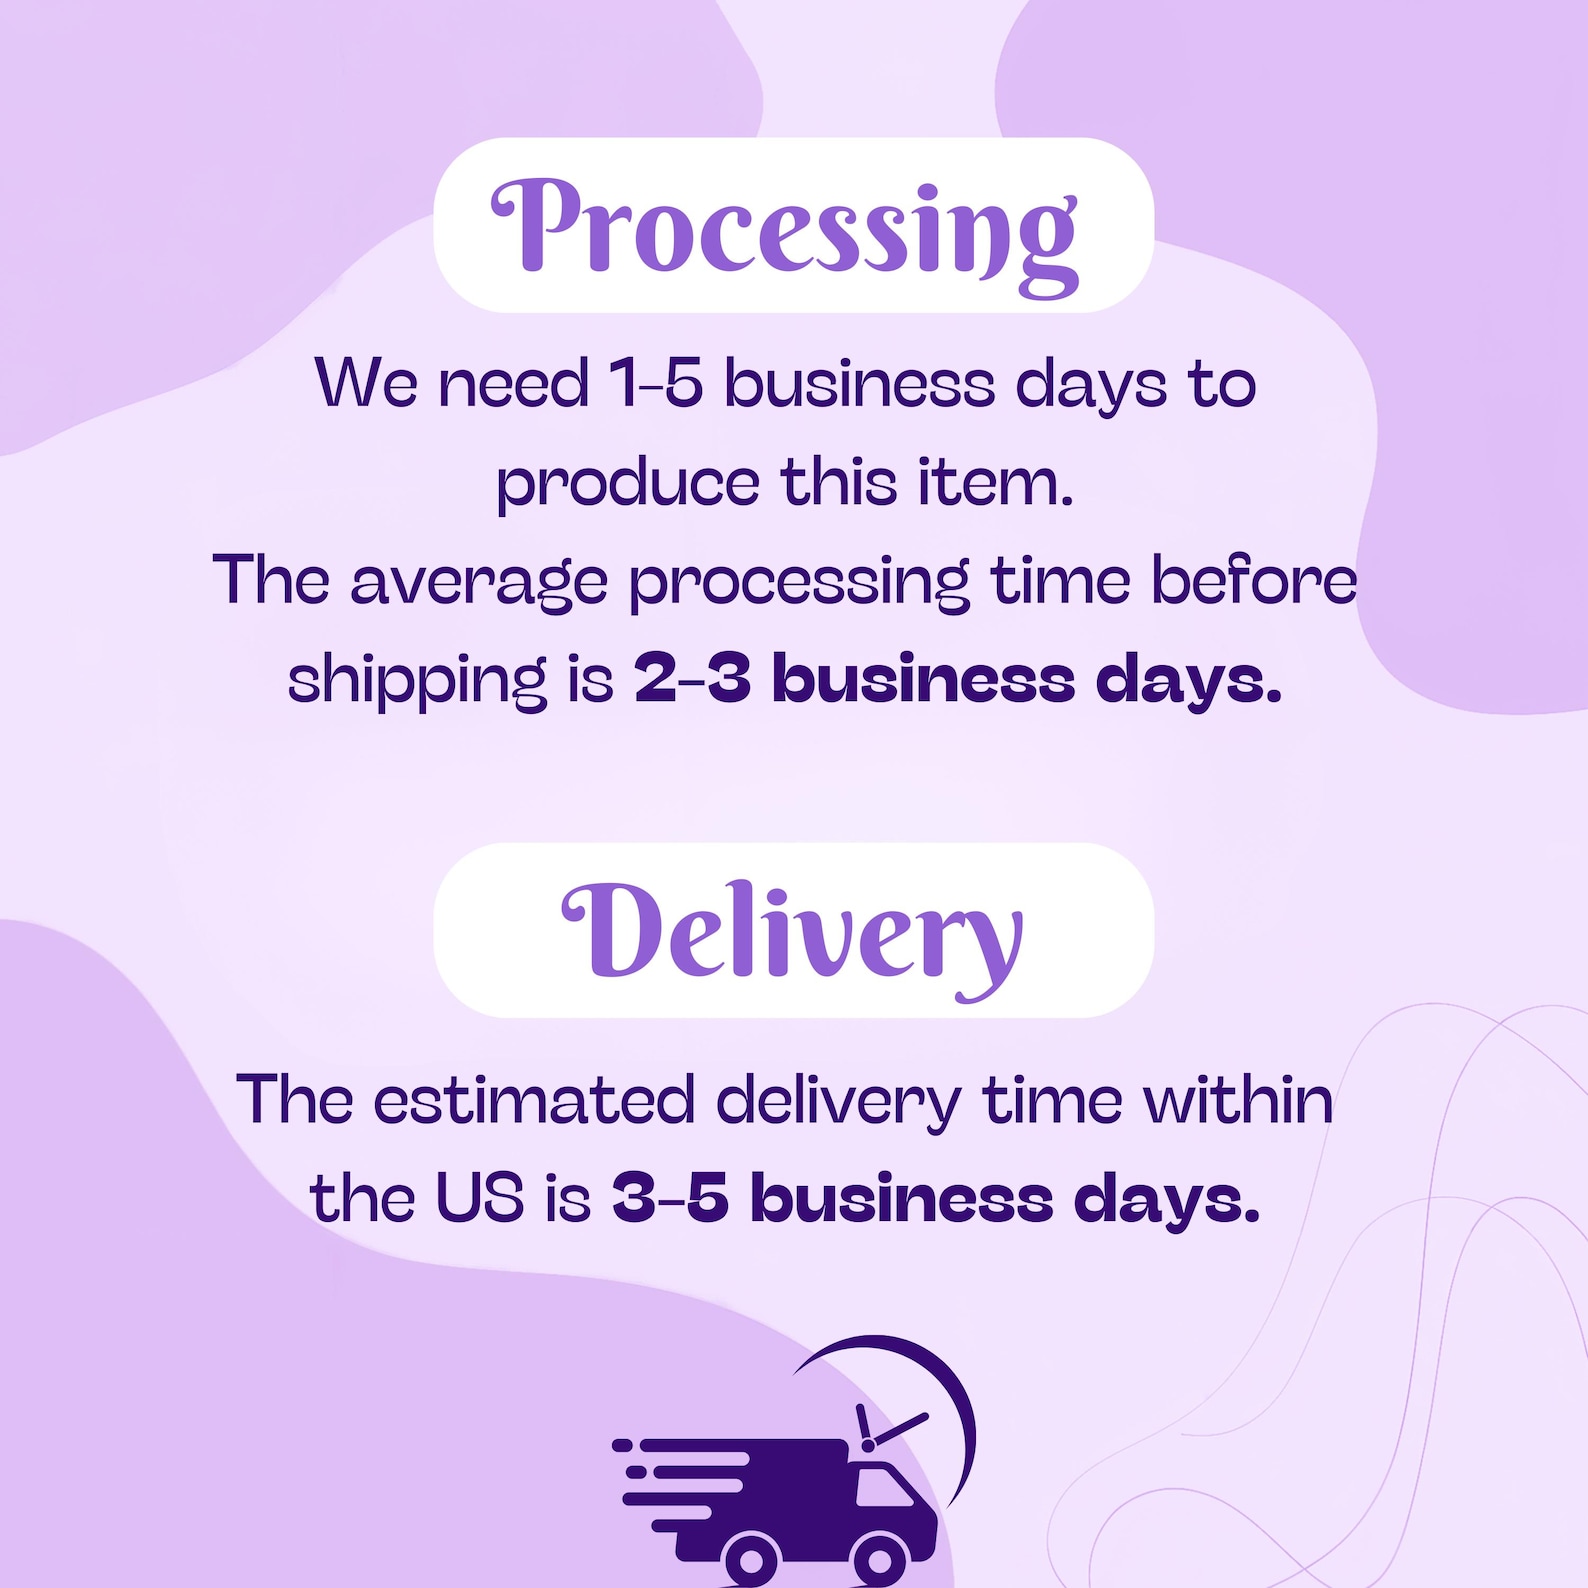 Processing
We need 1-5 business days to
produce this item.
The average processing time before
shipping is 2-3 business days.
Delivery
The estimated delivery time within
the US is 3-5 business days.